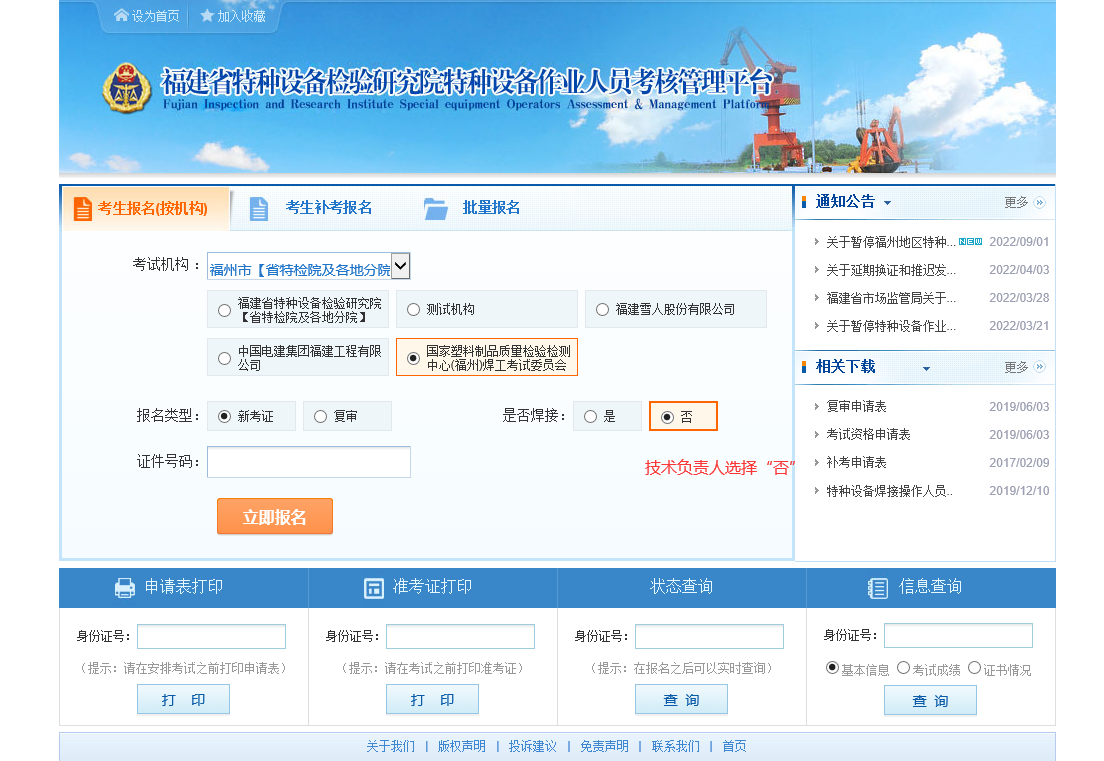 设为首页 加入收藏
福建省特种设备检验研究院特种设备作业人员考核管理平台
Fujian Inspection and Research Institute Special equipment Operators Assessment & Management Platform
考生报名(按机构) 考生补考报名 批量报名
考试机构： 福州市【省特检院及各地分院
福建省特种设备检验研究院
【省特检院及各地分院】
测试机构
福建雪人股份有限公司
中国电建集团福建工程有限
公司
国家塑料制品质量检验检测
中心(福州)焊工考试委员会
报名类型： 新考证 复审 是否焊接： 是 否
证件号码：
技术负责人选择“否”
立即报名
通知公告 更多
关于暂停福州地区特种... NEW 2022/09/01
关于延期换证和推迟发... 2022/04/03
福建省市场监管局关于... 2022/03/28
关于暂停特种设备作业... 2022/03/21
相关下载 更多
复审申请表 2019/06/03
考试资格申请表 2019/06/03
补考申请表 2017/02/09
特种设备焊接操作人员.. 2019/12/10
申请表打印
身份证号：
（提示：请在安排考试之前打印申请表）
打 印
准考证打印
身份证号：
（提示：请在考试之前打印准考证）
打 印
状态查询
身份证号：
（提示：在报名之后可以实时查询）
查 询
信息查询
身份证号：
基本信息 考试成绩 证书情况
查 询
关于我们 | 版权声明 | 投诉建议 | 免责声明 | 联系我们 | 首页